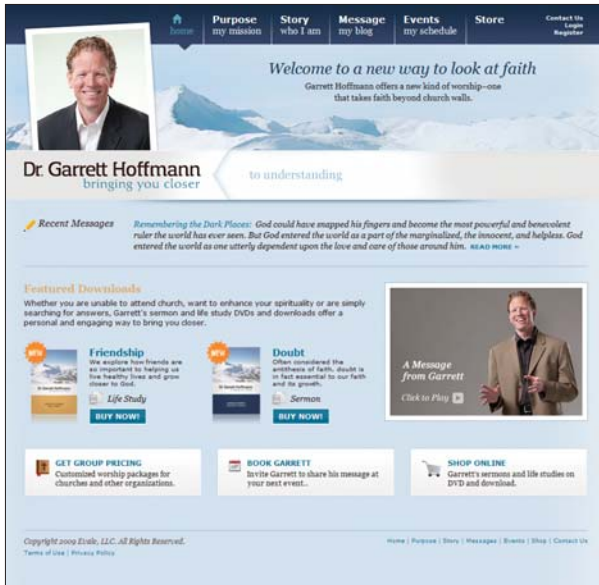 home
Purpose
my mission
Story
who I am
Message
my blog
Events
my schedule
Store
Contact Us
Login
Register
Welcome to a new way to look at faith
Garrett Hoffmann offers a new kind of worship--one
that takes faith beyond church walls.
Dr. Garrett Hoffmann
bringing you closer
to understanding
Recent Messages
Remembering the Dark Places: God could have snapped his fingers and become the most powerful and benevolent
ruler the world has ever seen. But God entered the world as a part of the marginalized, the innocent, and helpless. God
entered the world as one utterly dependent upon the love and care of those around him. READ MORE »
Featured Downloads
Whether you are unable to attend church, want to enhance your spirituality or are simply
searching for answers, Garrett's sermon and life study DVDs and downloads offer a
personal and engaging way to bring you closer.
NEW
Dr. Garrett Hoffmann
Friendship
We explore how friends are
so important to helping us
live healthy lives and grow
closer to God.
Life Study
BUY NOW!
NEW
Dr. Garrett Hoffmann
Doubt
Often considered the
antithesis of faith, doubt is
in fact essential to our faith
and its growth.
Sermon
BUY NOW!
A Message
from Garrett
Click to Play
GET GROUP PRICING
Customized worship packages for
churches and other organizations.
BOOK GARRETT
Invite Garrett to share his message at
your next event..
SHOP ONLINE
Garrett's sermons and life studies on
DVD and download.
Copyright 2009 Evale, LLC. All Rights Reserved.
Terms of Use | Privacy Policy
Home | Purpose | Story | Messages | Events | Shop | Contact Us